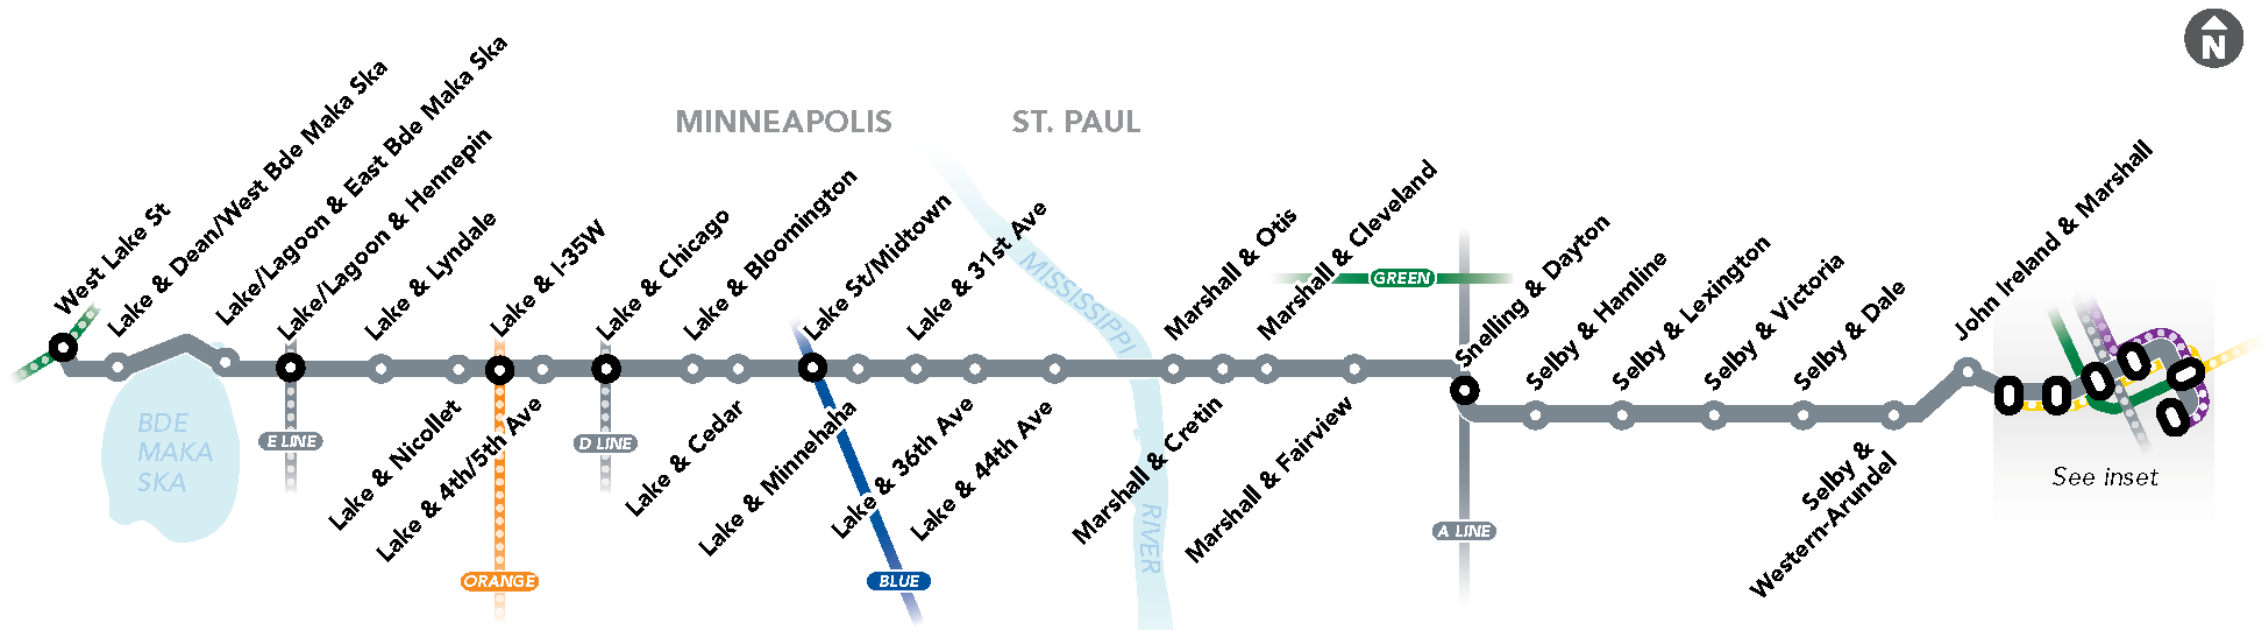 N
MINNEAPOLIS
ST. PAUL
West Lake St
Lake & Dean/West Bde Maka Ska
Lake/Lagoon & East Bde Maka Ska
Lake/Lagoon & Hennepin
Lake & Lyndale
Lake & I-35W
Lake & Chicago
Lake & Bloomington
Lake St/Midtown
Lake & 31st Ave
Marshall & Otis
Marshall & Cleveland
Snelling & Dayton
Selby & Hamline
Selby & Lexington
Selby & Victoria
Selby & Dale
John Ireland & Marshall
MISSISSIPPI
RIVER
GREEN
BDE
MAKA
SKA
E LINE
Lake & Nicollet
Lake & 4th/5th Ave
ORANGE
D LINE
Lake & Cedar
Lake & Minnehaha
Lake & 36th Ave
Lake & 44th Ave
BLUE
Marshall & Cretin
Marshall & Fairview
A LINE
Selby &
Western-Arundel
See inset